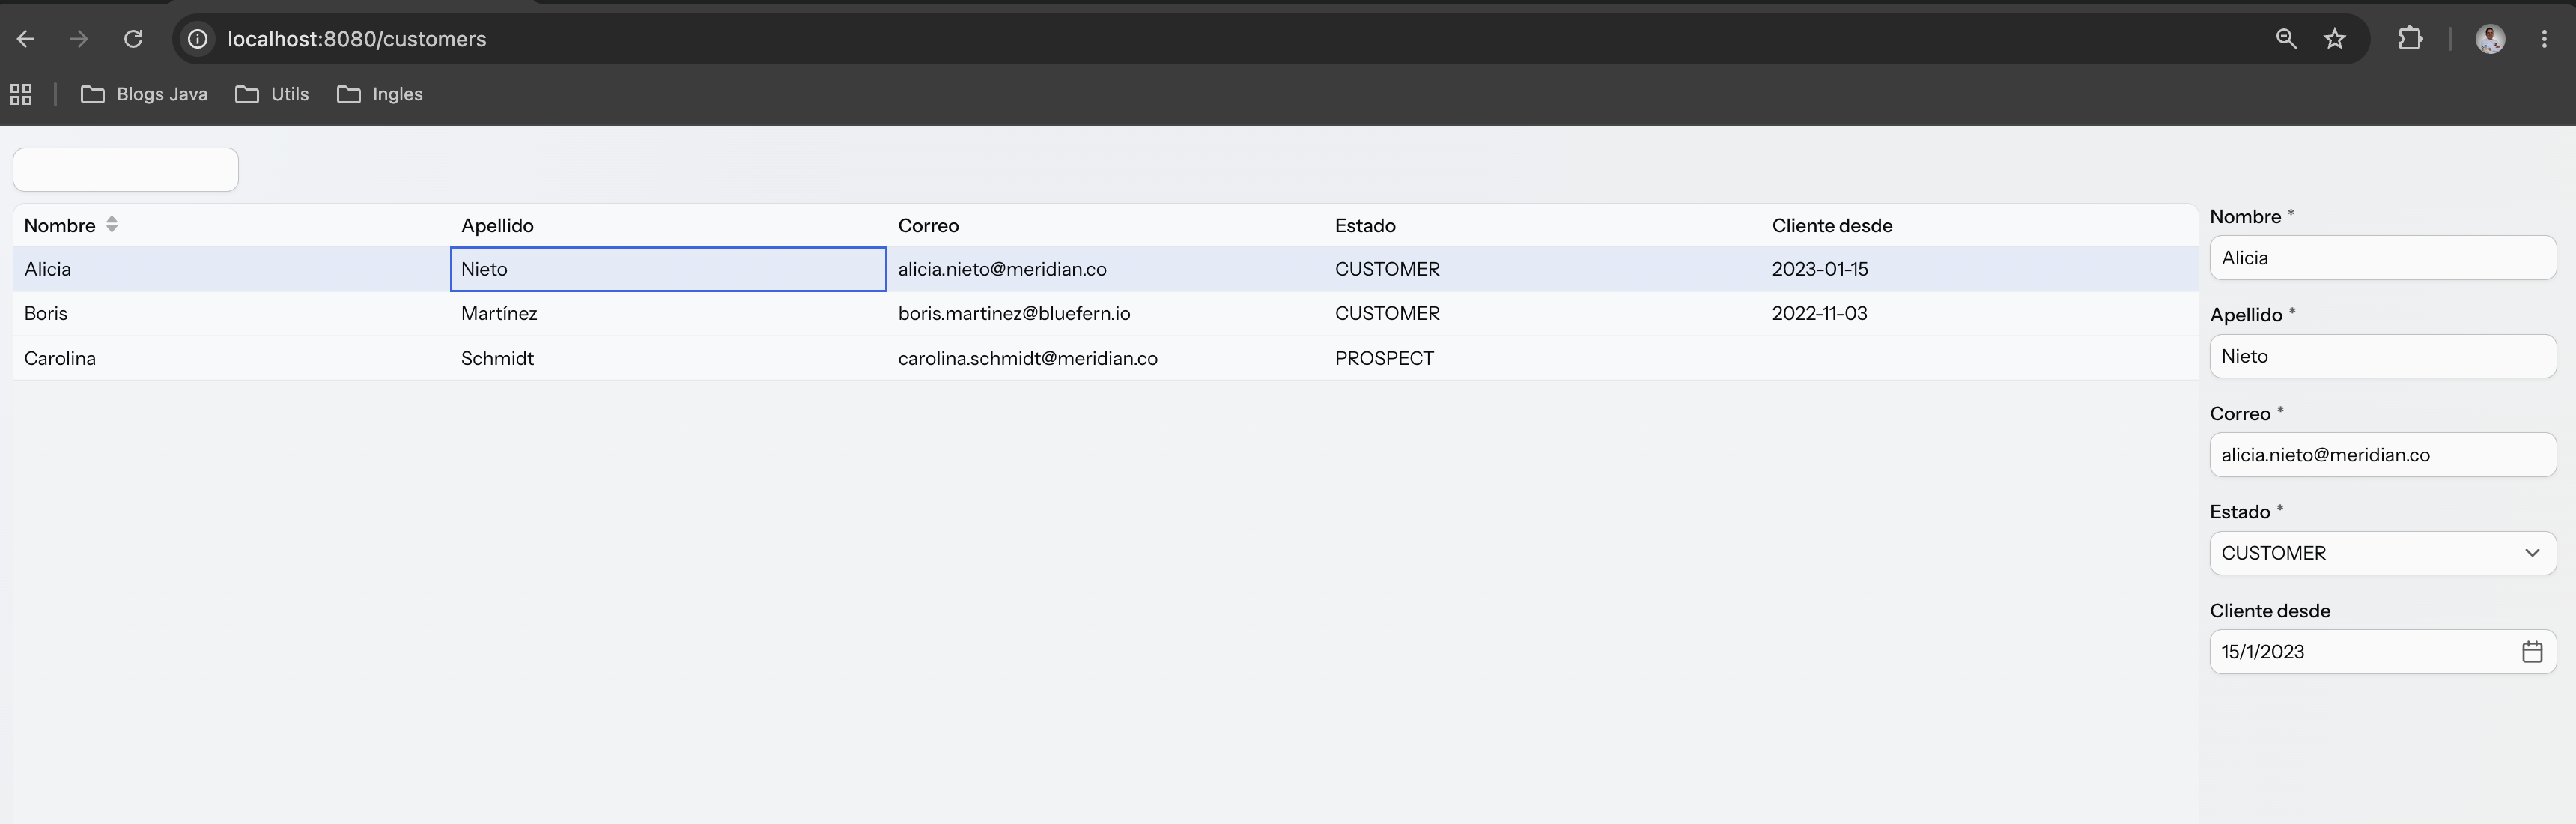 localhost:8080/customers
Blogs Java Utils Ingles
Nombre Apellido Correo Estado Cliente desde
Alicia Nieto alicia.nieto@meridian.co CUSTOMER 2023-01-15
Boris Martínez boris.martinez@bluefern.io CUSTOMER 2022-11-03
Carolina Schmidt carolina.schmidt@meridian.co PROSPECT
Nombre *
Alicia
Apellido *
Nieto
Correo *
alicia.nieto@meridian.co
Estado *
CUSTOMER
Cliente desde
15/1/2023